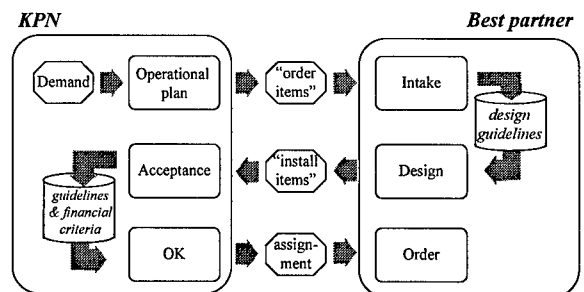 KPN
Best partner
Demand
Operational
plan
"order
items"
Intake
design
guidelines
Acceptance
"install
items"
Design
guidelines
& financial
criteria
OK
assign-
ment
Order